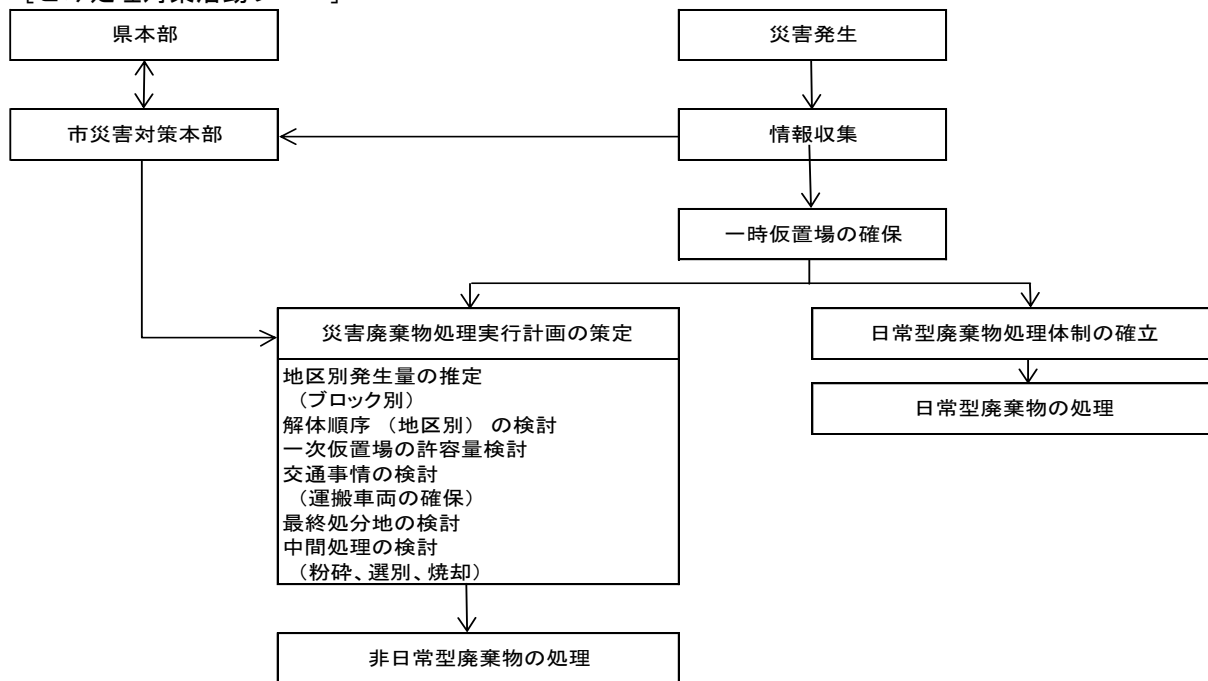 県本部
災害発生
市災害対策本部
情報収集
一時仮置場の確保
災害廃棄物処理実行計画の策定
日常型廃棄物処理体制の確立
地区別発生量の推定
（ブロック別）
解体順序（地区別）の検討
一次仮置場の許容量検討
交通事情の検討
（運搬車両の確保）
最終処分地の検討
中間処理の検討
（粉砕、選別、焼却）
日常型廃棄物の処理
非日常型廃棄物の処理